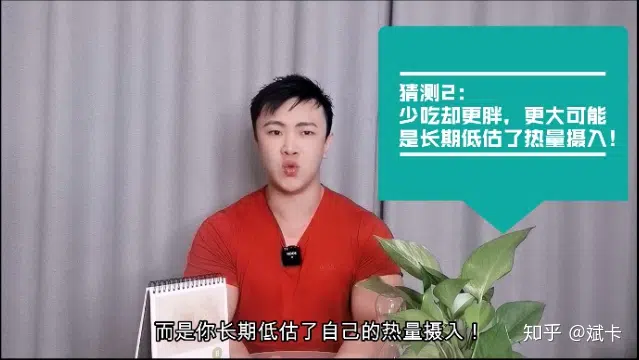 猜测2：
少吃却更胖，更大可能
是长期低估了热量摄入！
而是你长期低估了自己的热量摄入！
知乎 @斌卡